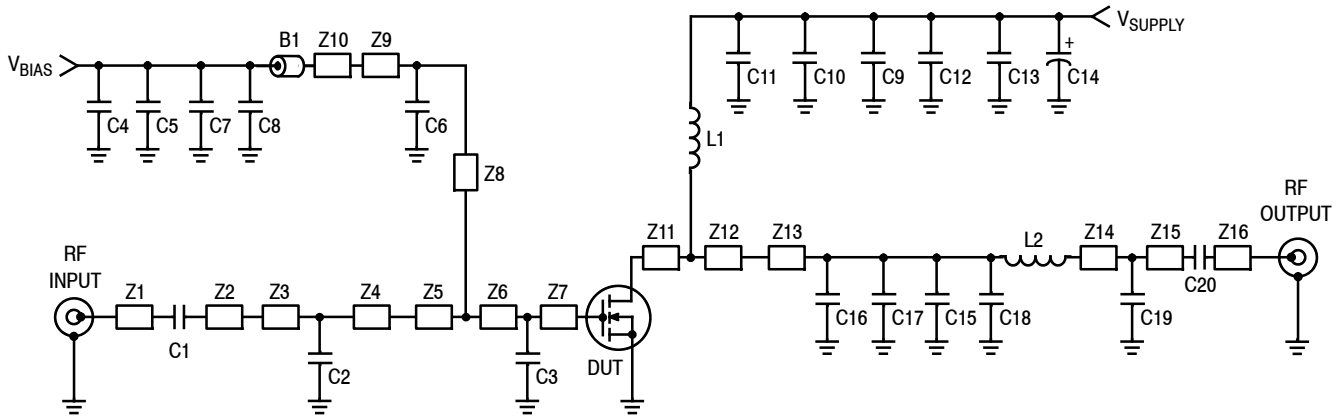 V_BIAS
B1
Z10
Z9
C4
C5
C7
C8
C6
Z8
V_SUPPLY
C11
C10
C9
C12
C13
+
C14
L1
RF
INPUT
Z1
C1
Z2
Z3
C2
Z4
Z5
Z6
C3
Z7
DUT
Z11
Z12
Z13
C16
C17
C15
C18
L2
Z14
C19
Z15
C20
Z16
RF
OUTPUT